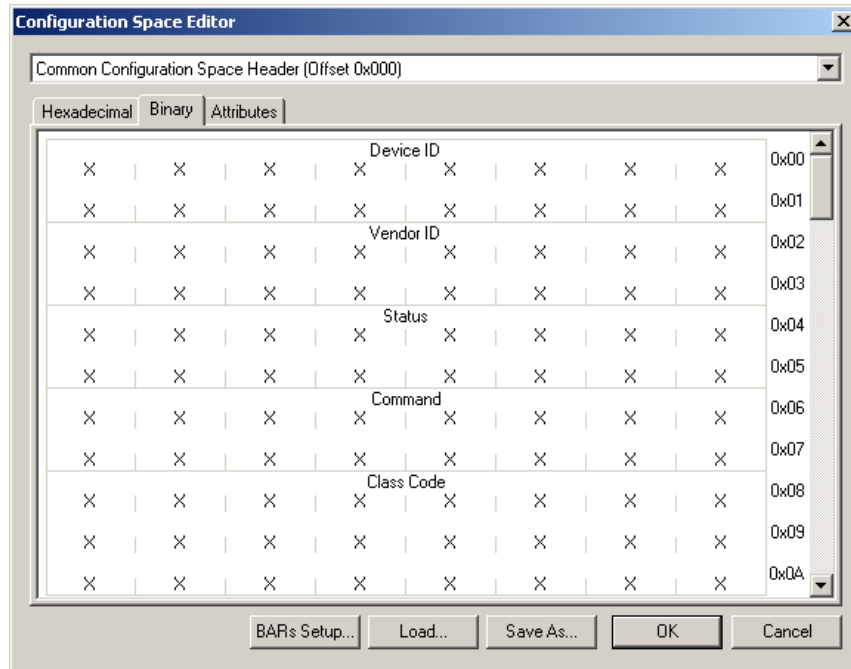 Configuration Space Editor
Common Configuration Space Header (Offset 0x000)
Hexadecimal Binary Attributes
Device ID
X X X X X X X X 0x00
X X X X X X X X 0x01
Vendor ID
X X X X X X X X 0x02
X X X X X X X X 0x03
Status
X X X X X X X X 0x04
X X X X X X X X 0x05
Command
X X X X X X X X 0x06
X X X X X X X X 0x07
Class Code
X X X X X X X X 0x08
X X X X X X X X 0x09
X X X X X X X X 0x0A
BARs Setup... Load... Save As... OK Cancel